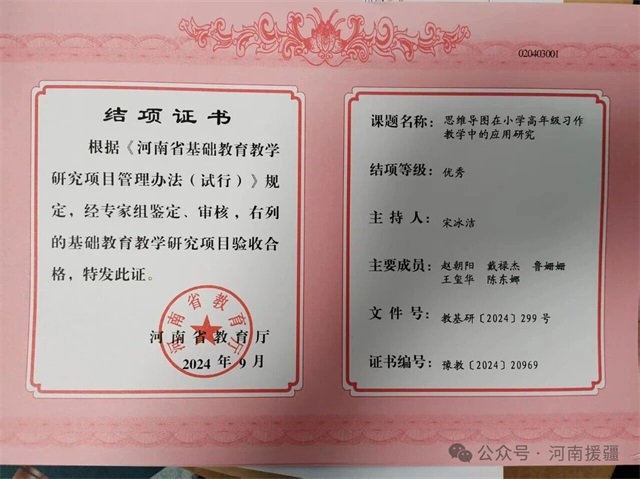 020403001
结项证书
根据《河南省基础教育教学
研究项目管理办法（试行）》规
定，经专家组鉴定、审核，右列
的基础教育教学研究项目验收合
格，特发此证。
河南省教育厅
河南省教育厅
2024 年 9 月
课题名称： 思维导图在小学高年级习作
教学中的应用研究
结项等级： 优秀
主持人： 宋冰洁
主要成员： 赵朝阳 戴禄杰 鲁姗姗
王玺华 陈东娜
文件号： 教基研〔2024〕299 号
证书编号： 豫教〔2024〕20969
公众号 · 河南援疆